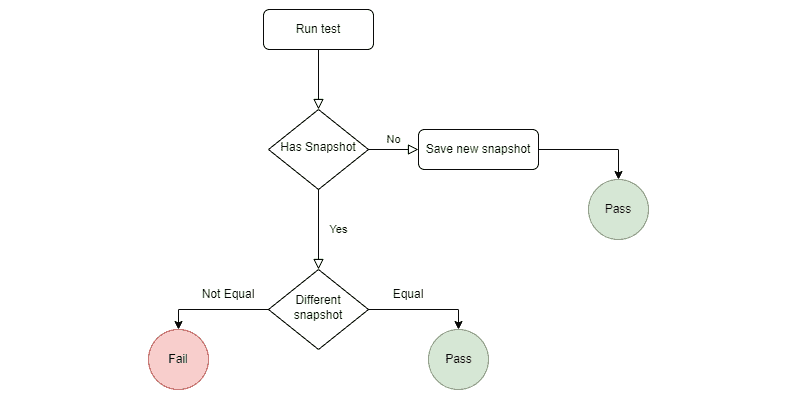 Run test
Has Snapshot
No
Save new snapshot
Pass
Yes
Not Equal
Different
snapshot
Equal
Fail
Pass